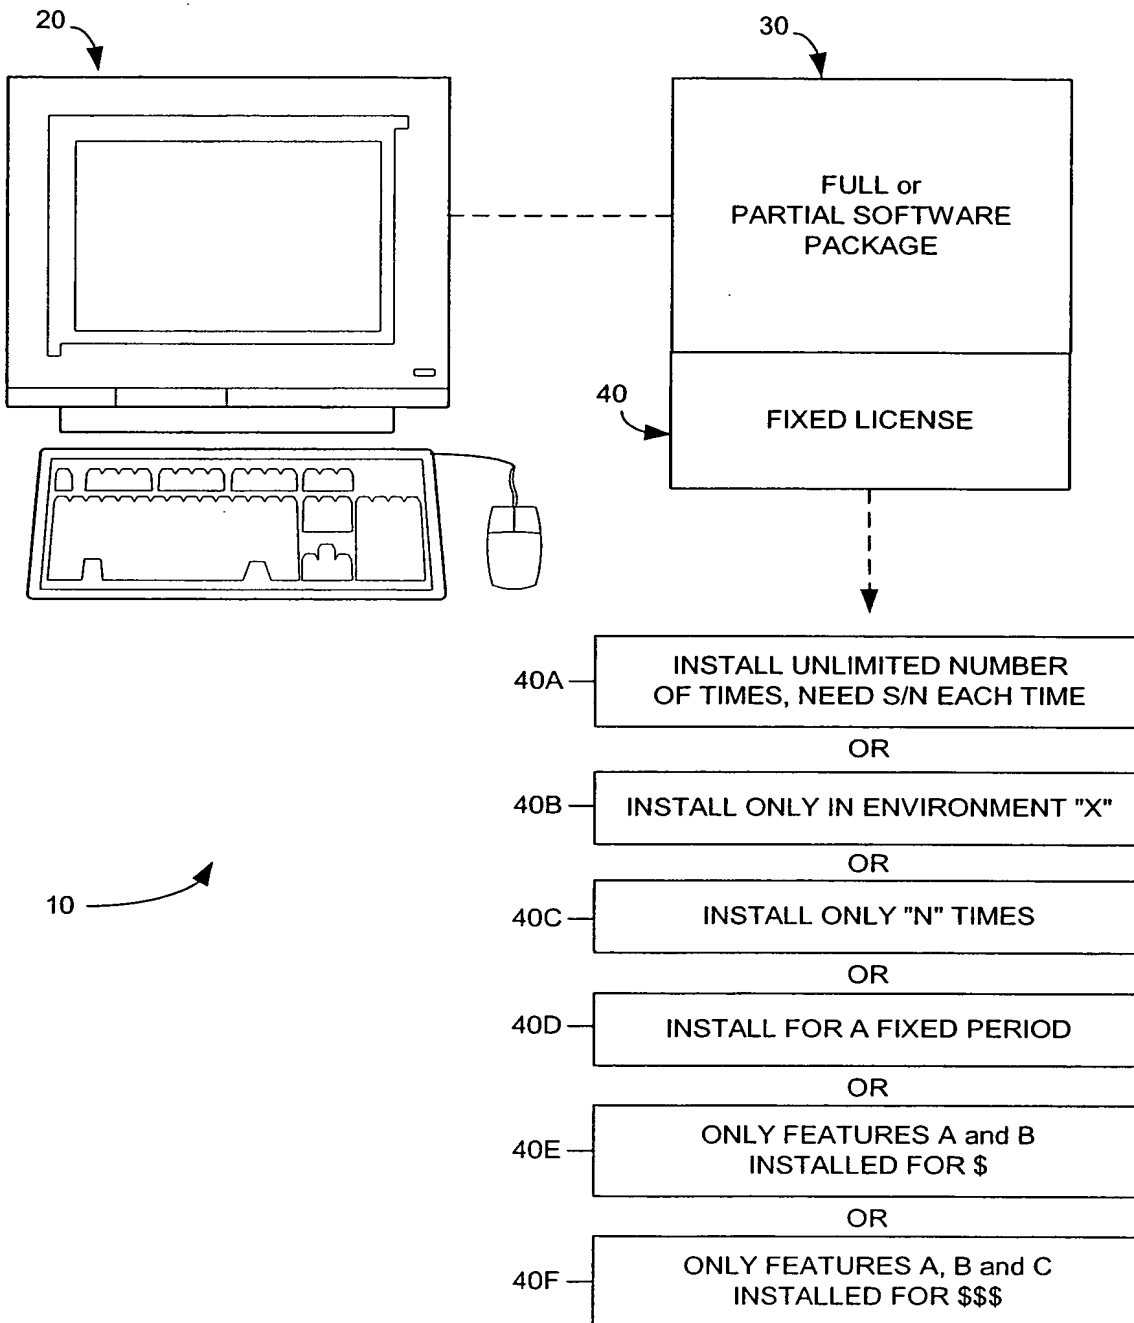 20
30
FULL or
PARTIAL SOFTWARE
PACKAGE
40
FIXED LICENSE
40A
INSTALL UNLIMITED NUMBER
OF TIMES, NEED S/N EACH TIME
OR
40B
INSTALL ONLY IN ENVIRONMENT "X"
OR
10
40C
INSTALL ONLY "N" TIMES
OR
40D
INSTALL FOR A FIXED PERIOD
OR
40E
ONLY FEATURES A and B
INSTALLED FOR $
OR
40F
ONLY FEATURES A, B and C
INSTALLED FOR $$$